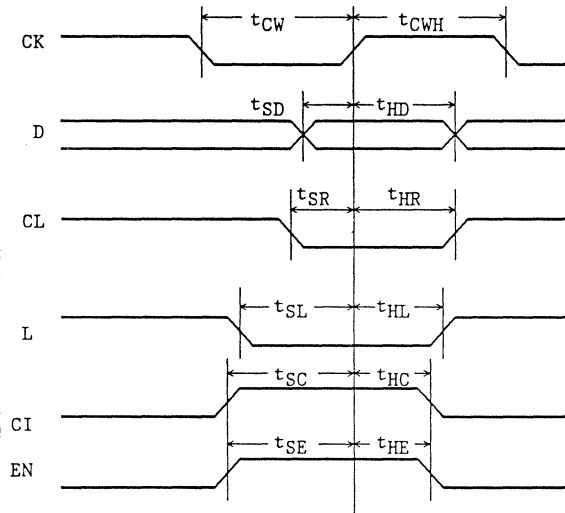 tCW tCWH
CK
tSD tHD
D
tSR tHR
CL
tSL tHL
L
tSC tHC
CI
tSE tHE
EN